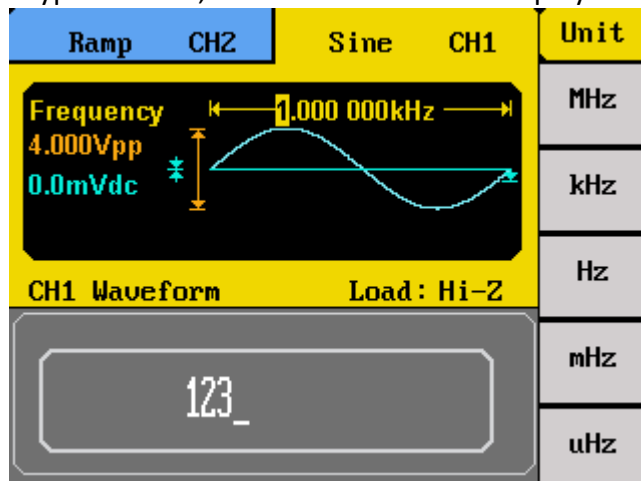 Ramp CH2 Sine CH1 Unit
Frequency 1.000 000kHz MHz
4.000Vpp
0.0mVdc kHz
Hz
CH1 Waveform Load: Hi-Z
mHz
123_
uHz